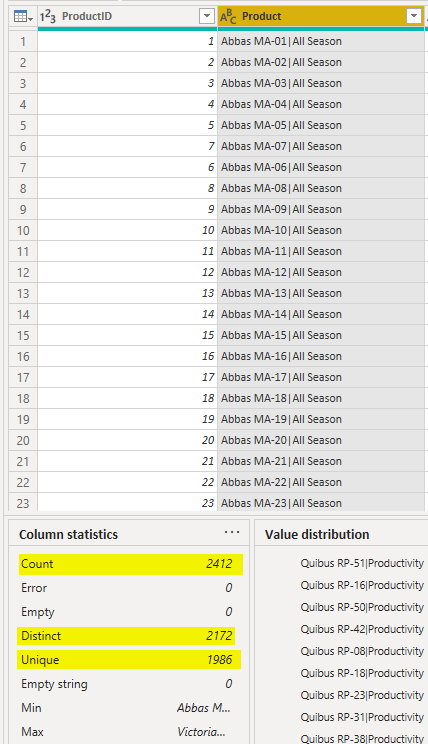 1²3 ProductID ABC Product
1 1 Abbas MA-01|All Season
2 2 Abbas MA-02|All Season
3 3 Abbas MA-03|All Season
4 4 Abbas MA-04|All Season
5 5 Abbas MA-05|All Season
6 7 Abbas MA-07|All Season
7 6 Abbas MA-06|All Season
8 8 Abbas MA-08|All Season
9 9 Abbas MA-09|All Season
10 10 Abbas MA-10|All Season
11 11 Abbas MA-11|All Season
12 12 Abbas MA-12|All Season
13 13 Abbas MA-13|All Season
14 14 Abbas MA-14|All Season
15 15 Abbas MA-15|All Season
16 16 Abbas MA-16|All Season
17 17 Abbas MA-17|All Season
18 18 Abbas MA-18|All Season
19 19 Abbas MA-19|All Season
20 20 Abbas MA-20|All Season
21 21 Abbas MA-21|All Season
22 22 Abbas MA-22|All Season
23 23 Abbas MA-23|All Season
Column statistics ...
Count 2412
Error 0
Empty 0
Distinct 2172
Unique 1986
Empty string 0
Min Abbas M...
Max Victoria...
Value distribution
Quibus RP-51|Productivity
Quibus RP-16|Productivity
Quibus RP-50|Productivity
Quibus RP-42|Productivity
Quibus RP-08|Productivity
Quibus RP-18|Productivity
Quibus RP-23|Productivity
Quibus RP-31|Productivity
Quibus RP-38|Productivity